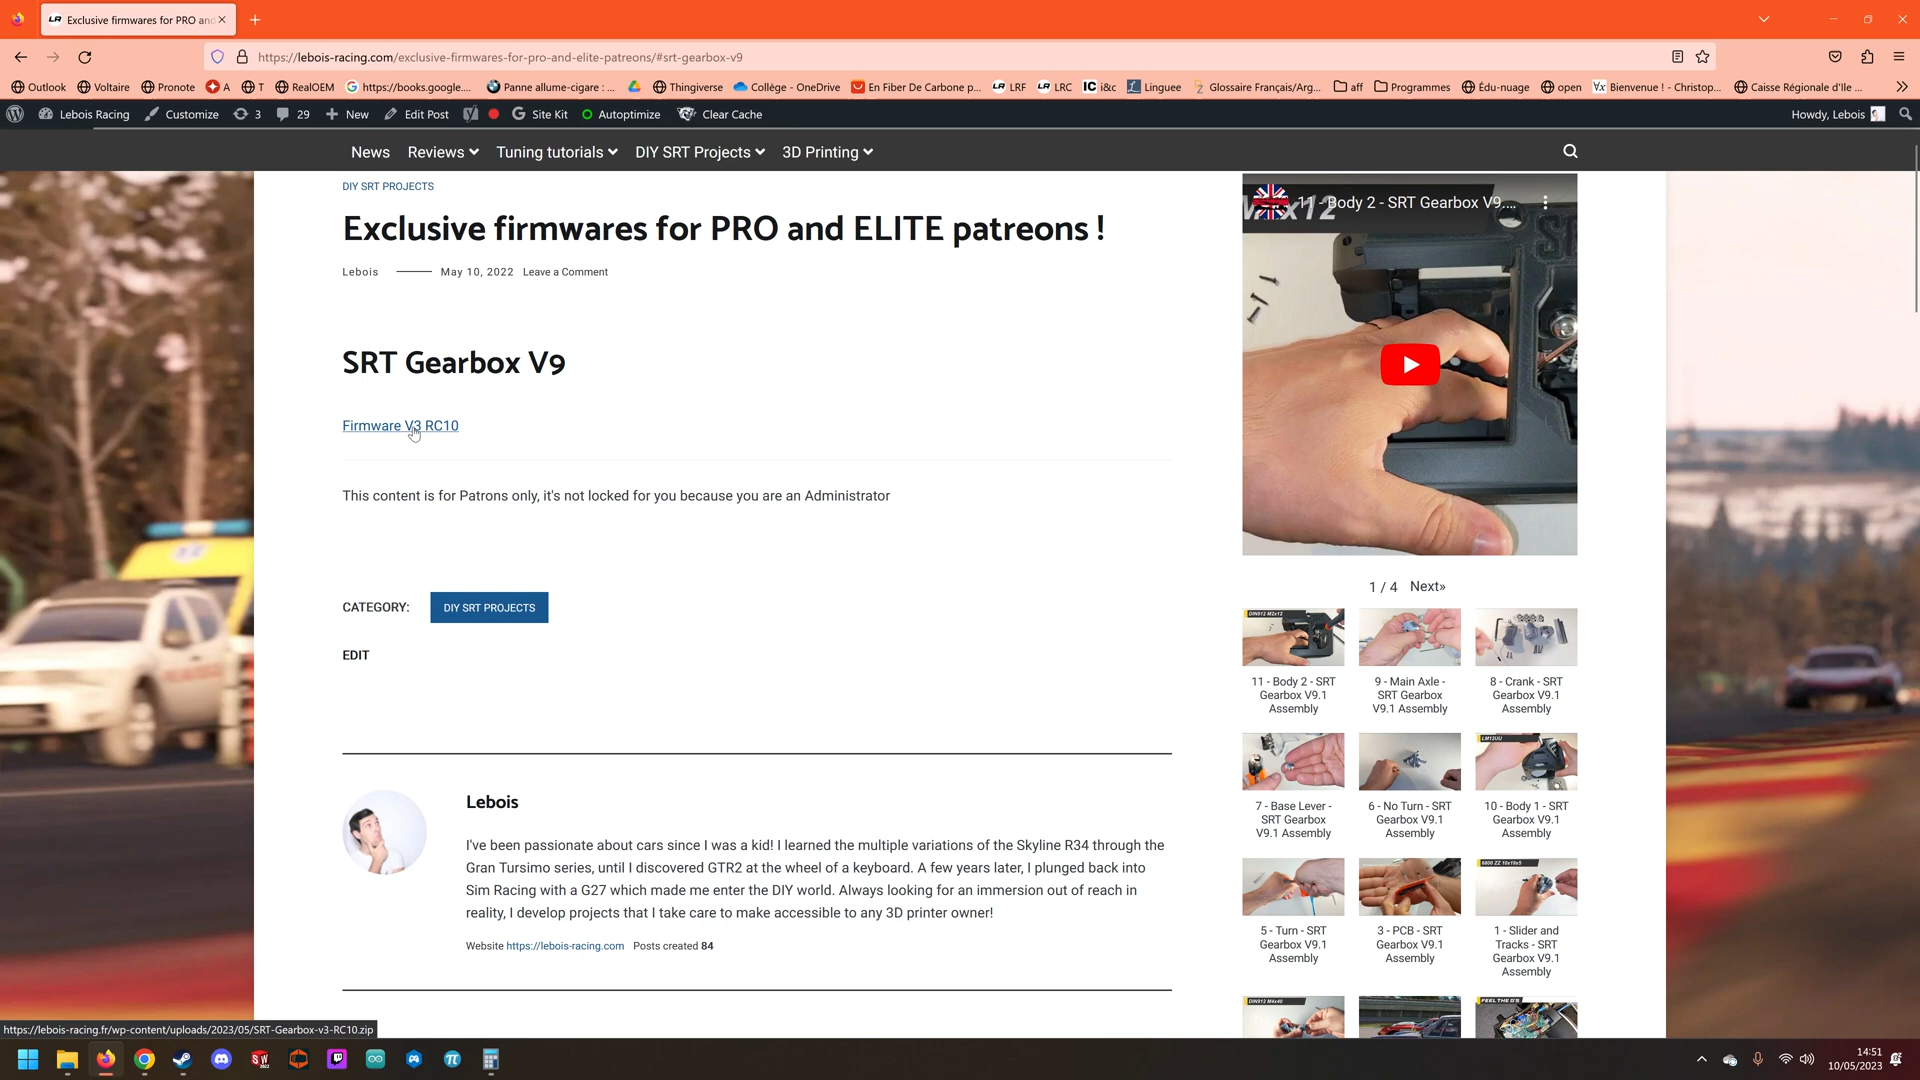 Exclusive firmwares for PRO and
https://lebois-racing.com/exclusive-firmwares-for-pro-and-elite-patreons/#srt-gearbox-v9
Outlook Voltaire Pronote A T RealOEM https://books.google.... Panne allume-cigare : ... Thingiverse Collège - OneDrive En Fiber De Carbone p... LRF LRC i&c Linguee Glossaire Français/Arg... aff Programmes Édu-nuage open Bienvenue ! - Christop... Caisse Régionale d'Ile ...
Lebois Racing Customize 3 29 New Edit Post Site Kit Autoptimize Clear Cache Howdy, Lebois
News Reviews Tuning tutorials DIY SRT Projects 3D Printing
DIY SRT PROJECTS
Exclusive firmwares for PRO and ELITE patreons !
Lebois May 10, 2022 Leave a Comment
SRT Gearbox V9
Firmware V3 RC10
This content is for Patrons only, it's not locked for you because you are an Administrator
CATEGORY: DIY SRT PROJECTS
EDIT
Lebois
I've been passionate about cars since I was a kid! I learned the multiple variations of the Skyline R34 through the
Gran Tursimo series, until I discovered GTR2 at the wheel of a keyboard. A few years later, I plunged back into
Sim Racing with a G27 which made me enter the DIY world. Always looking for an immersion out of reach in
reality, I develop projects that I take care to make accessible to any 3D printer owner!
Website https://lebois-racing.com Posts created 84
11 - Body 2 - SRT Gearbox V9....
1 / 4 Next»
DIN912 M2x12
11 - Body 2 - SRT
Gearbox V9.1
Assembly
9 - Main Axle -
SRT Gearbox
V9.1 Assembly
8 - Crank - SRT
Gearbox V9.1
Assembly
LM12UU
7 - Base Lever -
SRT Gearbox
V9.1 Assembly
6 - No Turn - SRT
Gearbox V9.1
Assembly
10 - Body 1 - SRT
Gearbox V9.1
Assembly
6800 ZZ 10x19x5
5 - Turn - SRT
Gearbox V9.1
Assembly
3 - PCB - SRT
Gearbox V9.1
Assembly
1 - Slider and
Tracks - SRT
Gearbox V9.1
Assembly
DIN912 M4x40
FEEL THE G'S
https://lebois-racing.fr/wp-content/uploads/2023/05/SRT-Gearbox-v3-RC10.zip
14:51
10/05/2023